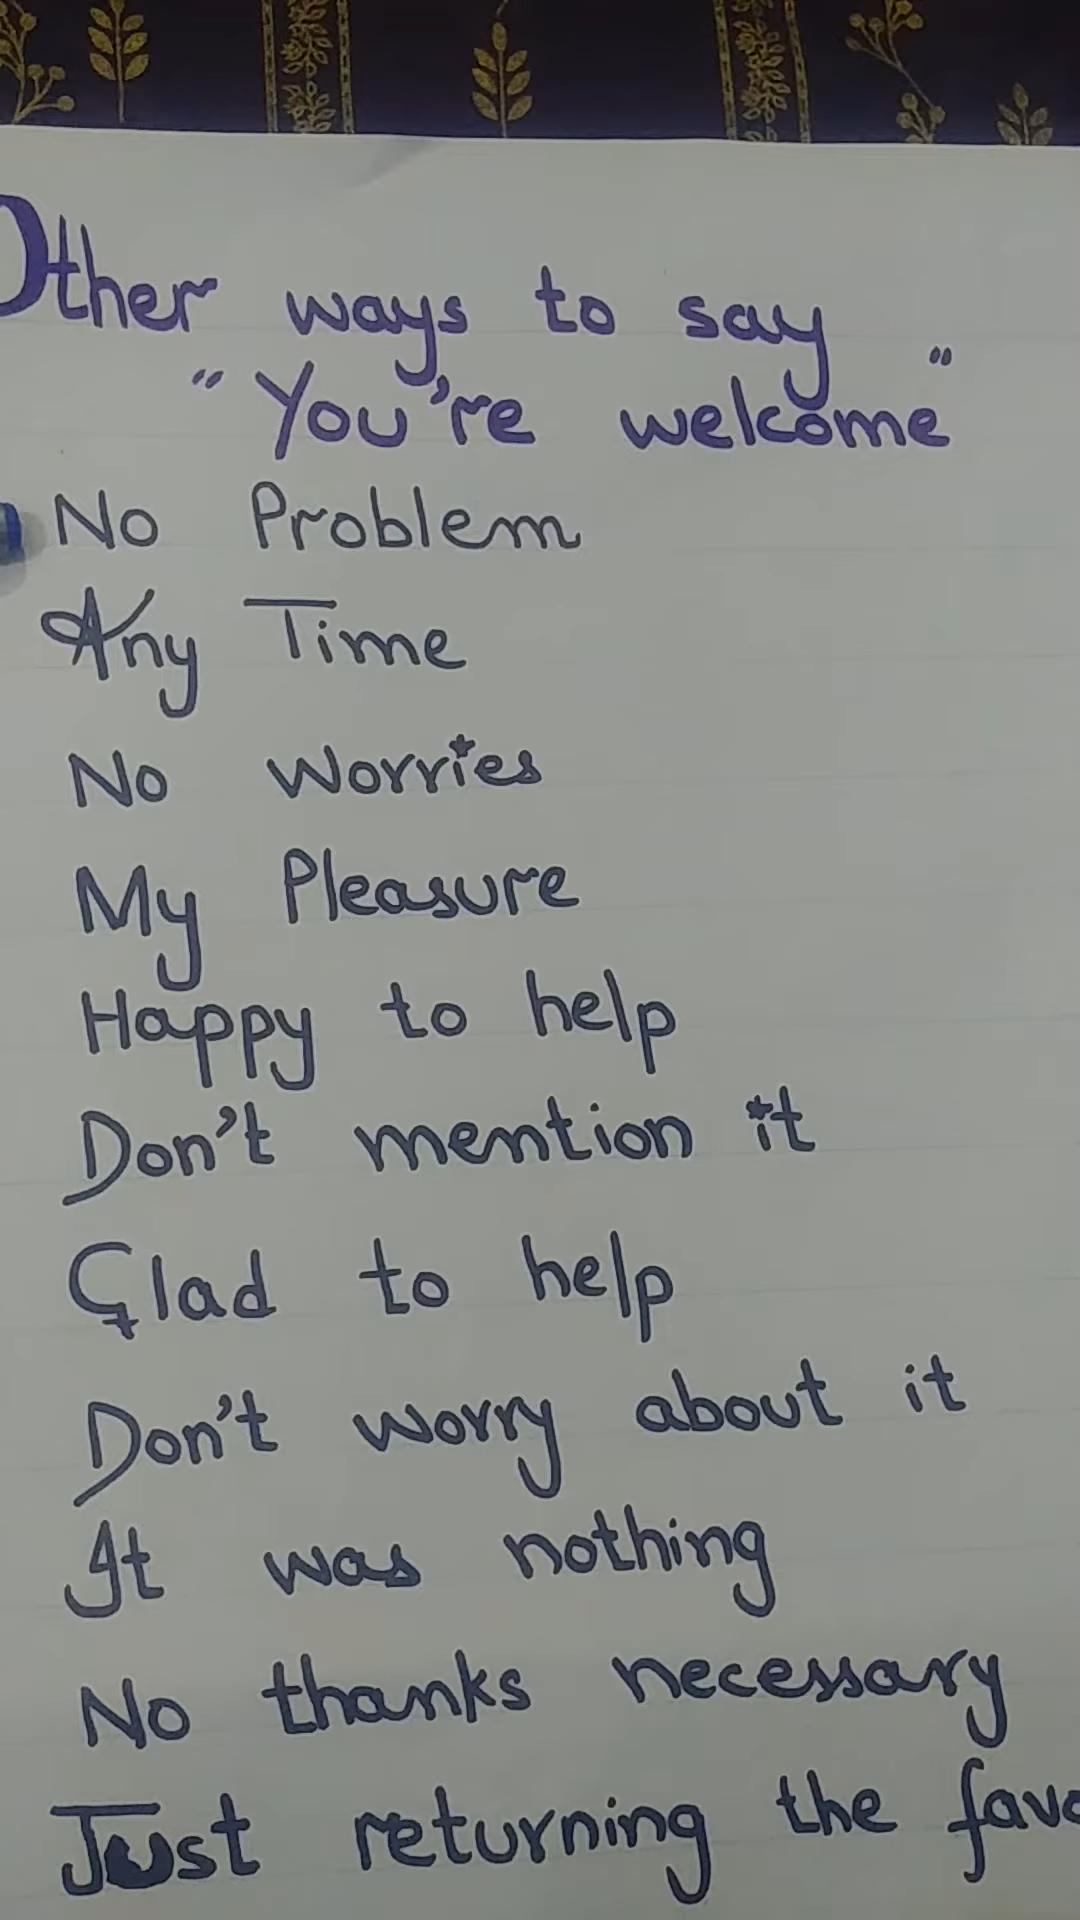 Other ways to say
"You're welcome"
No Problem
Any Time
No Worries
My Pleasure
Happy to help
Don't mention it
Glad to help
Don't worry about it
It was nothing
No thanks necessary
Just returning the